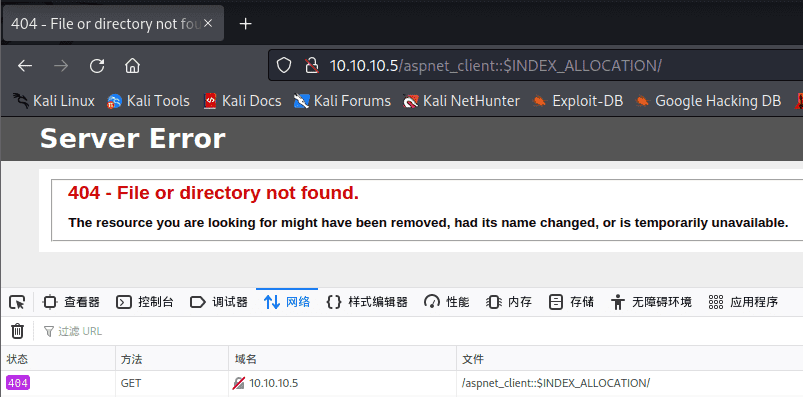 404 - File or directory not fou
10.10.10.5/aspnet_client::$INDEX_ALLOCATION/
Kali Linux Kali Tools Kali Docs Kali Forums Kali NetHunter Exploit-DB Google Hacking DB
Server Error
404 - File or directory not found.
The resource you are looking for might have been removed, had its name changed, or is temporarily unavailable.
查看器 控制台 调试器 网络 样式编辑器 性能 内存 存储 无障碍环境 应用程序
过滤 URL
状态 方法 域名 文件
404 GET 10.10.10.5 /aspnet_client::$INDEX_ALLOCATION/